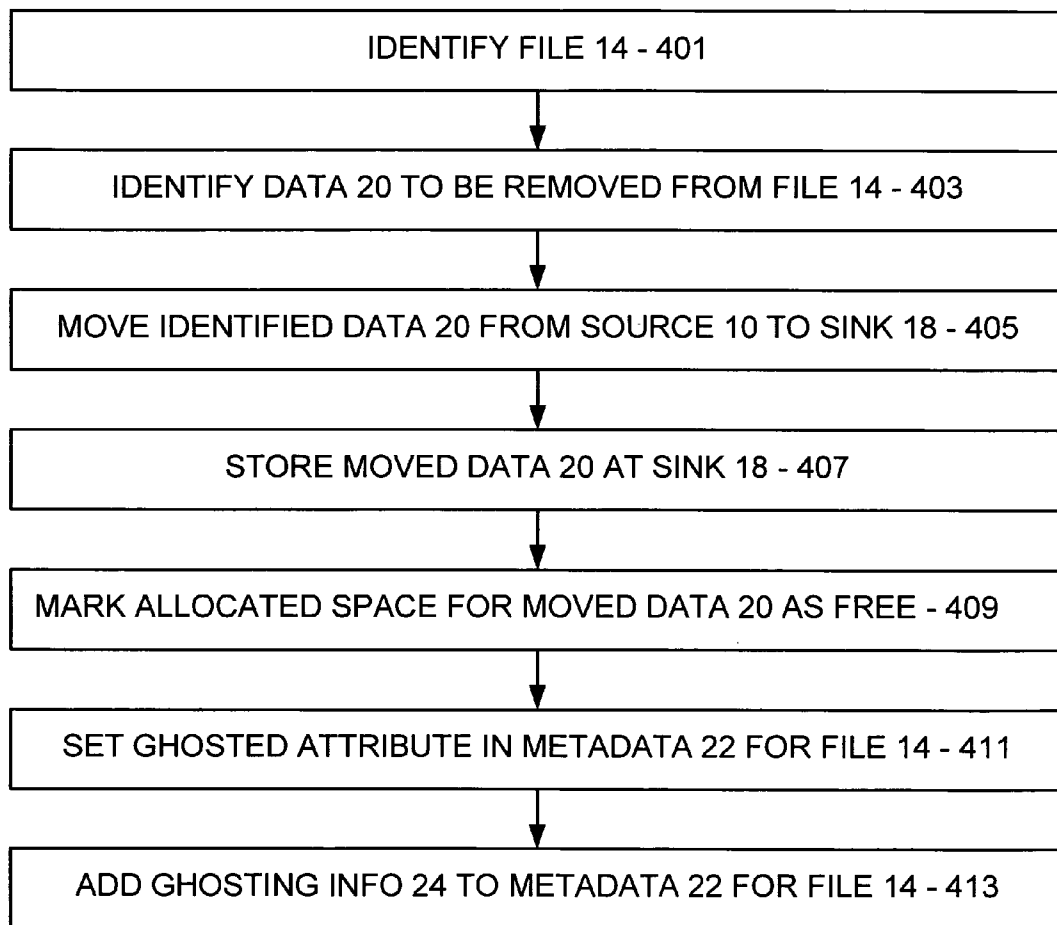 IDENTIFY FILE 14 - 401
IDENTIFY DATA 20 TO BE REMOVED FROM FILE 14 - 403
MOVE IDENTIFIED DATA 20 FROM SOURCE 10 TO SINK 18 - 405
STORE MOVED DATA 20 AT SINK 18 - 407
MARK ALLOCATED SPACE FOR MOVED DATA 20 AS FREE - 409
SET GHOSTED ATTRIBUTE IN METADATA 22 FOR FILE 14 - 411
ADD GHOSTING INFO 24 TO METADATA 22 FOR FILE 14 - 413